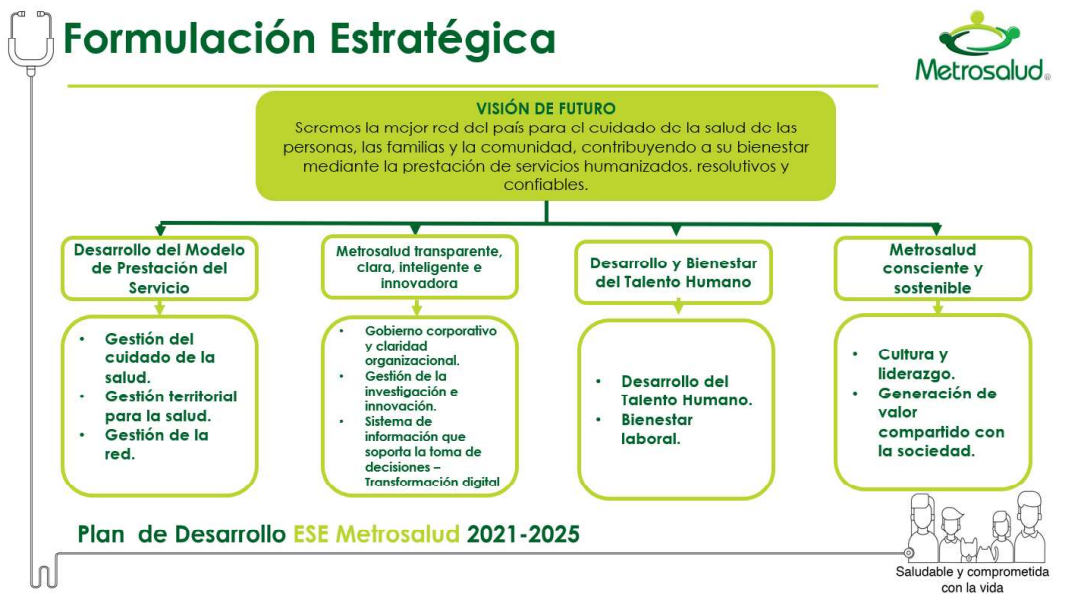 Formulación Estratégica
Metrosalud®
VISIÓN DE FUTURO
Seremos la mejor red del país para el cuidado de la salud de las
personas, las familias y la comunidad, contribuyendo a su bienestar
mediante la prestación de servicios humanizados, resolutivos y
confiables.
Desarrollo del Modelo
de Prestación del
Servicio
• Gestión del
cuidado de la
salud.
• Gestión territorial
para la salud.
• Gestión de la
red.
Metrosalud transparente,
clara, inteligente e
innovadora
• Gobierno corporativo
y claridad
organizacional.
• Gestión de la
investigación e
innovación.
• Sistema de
información que
soporta la toma de
decisiones –
Transformación digital
Desarrollo y Bienestar
del Talento Humano
• Desarrollo del
Talento Humano.
• Bienestar
laboral.
Metrosalud
consciente y
sostenible
• Cultura y
liderazgo.
• Generación de
valor
compartido con
la sociedad.
Plan de Desarrollo ESE Metrosalud 2021-2025
Saludable y comprometida
con la vida